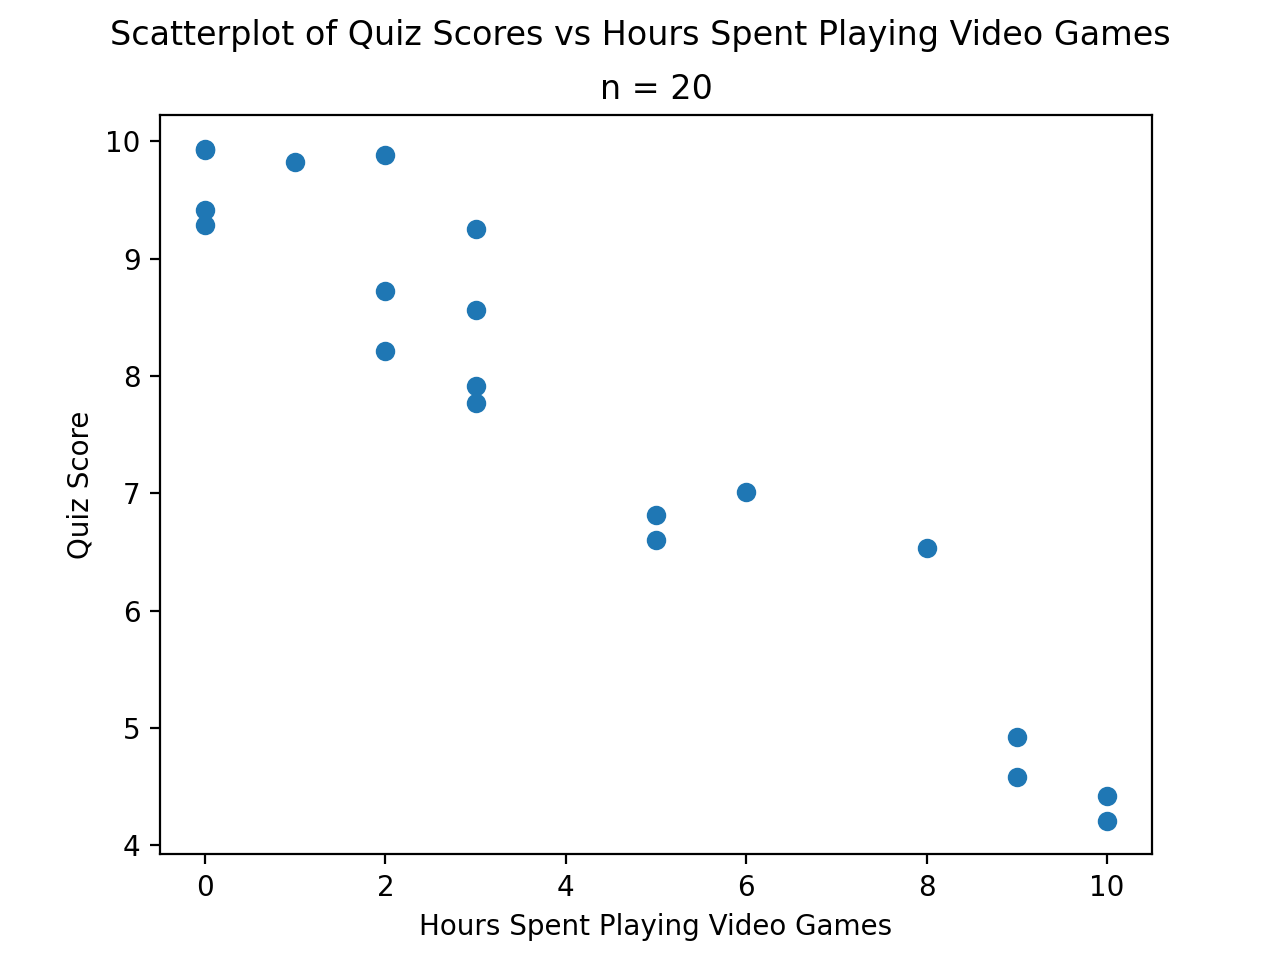 Scatterplot of Quiz Scores vs Hours Spent Playing Video Games
n = 20
10
9
8
7
6
5
4
Quiz Score
0 2 4 6 8 10
Hours Spent Playing Video Games